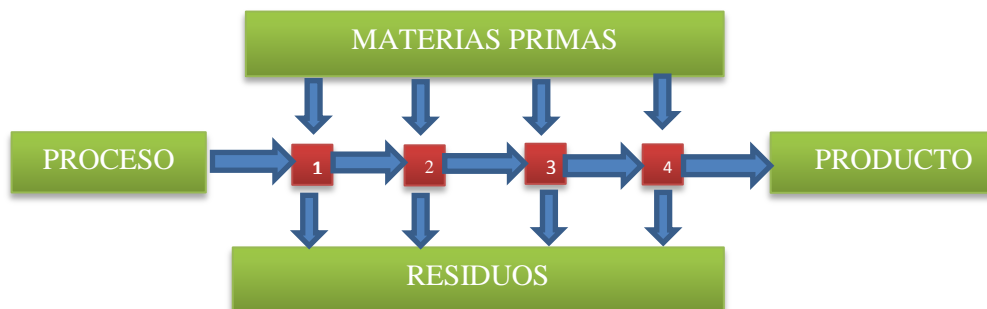 MATERIAS PRIMAS
PROCESO
1
2
3
4
PRODUCTO
RESIDUOS